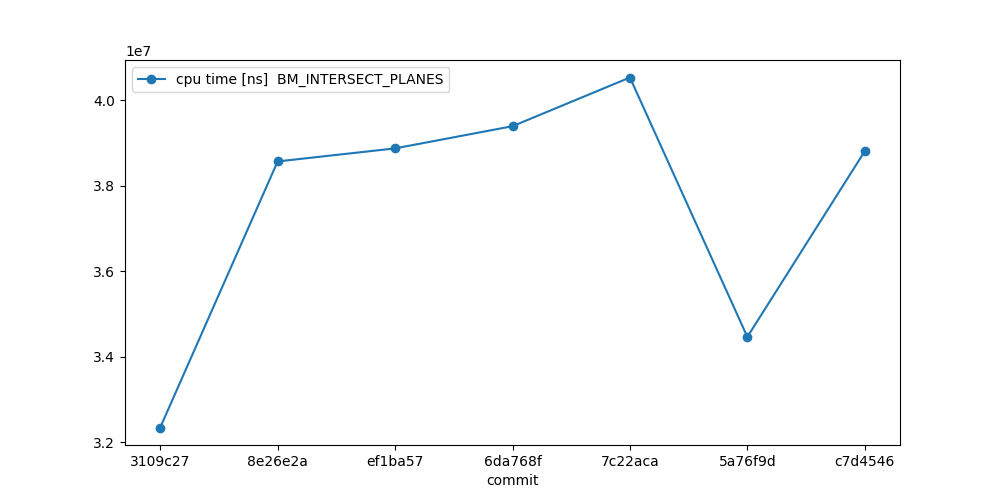 1e7
cpu time [ns]  BM_INTERSECT_PLANES
4.0
3.8
3.6
3.4
3.2
3109c27 8e26e2a ef1ba57 6da768f 7c22aca 5a76f9d c7d4546
commit